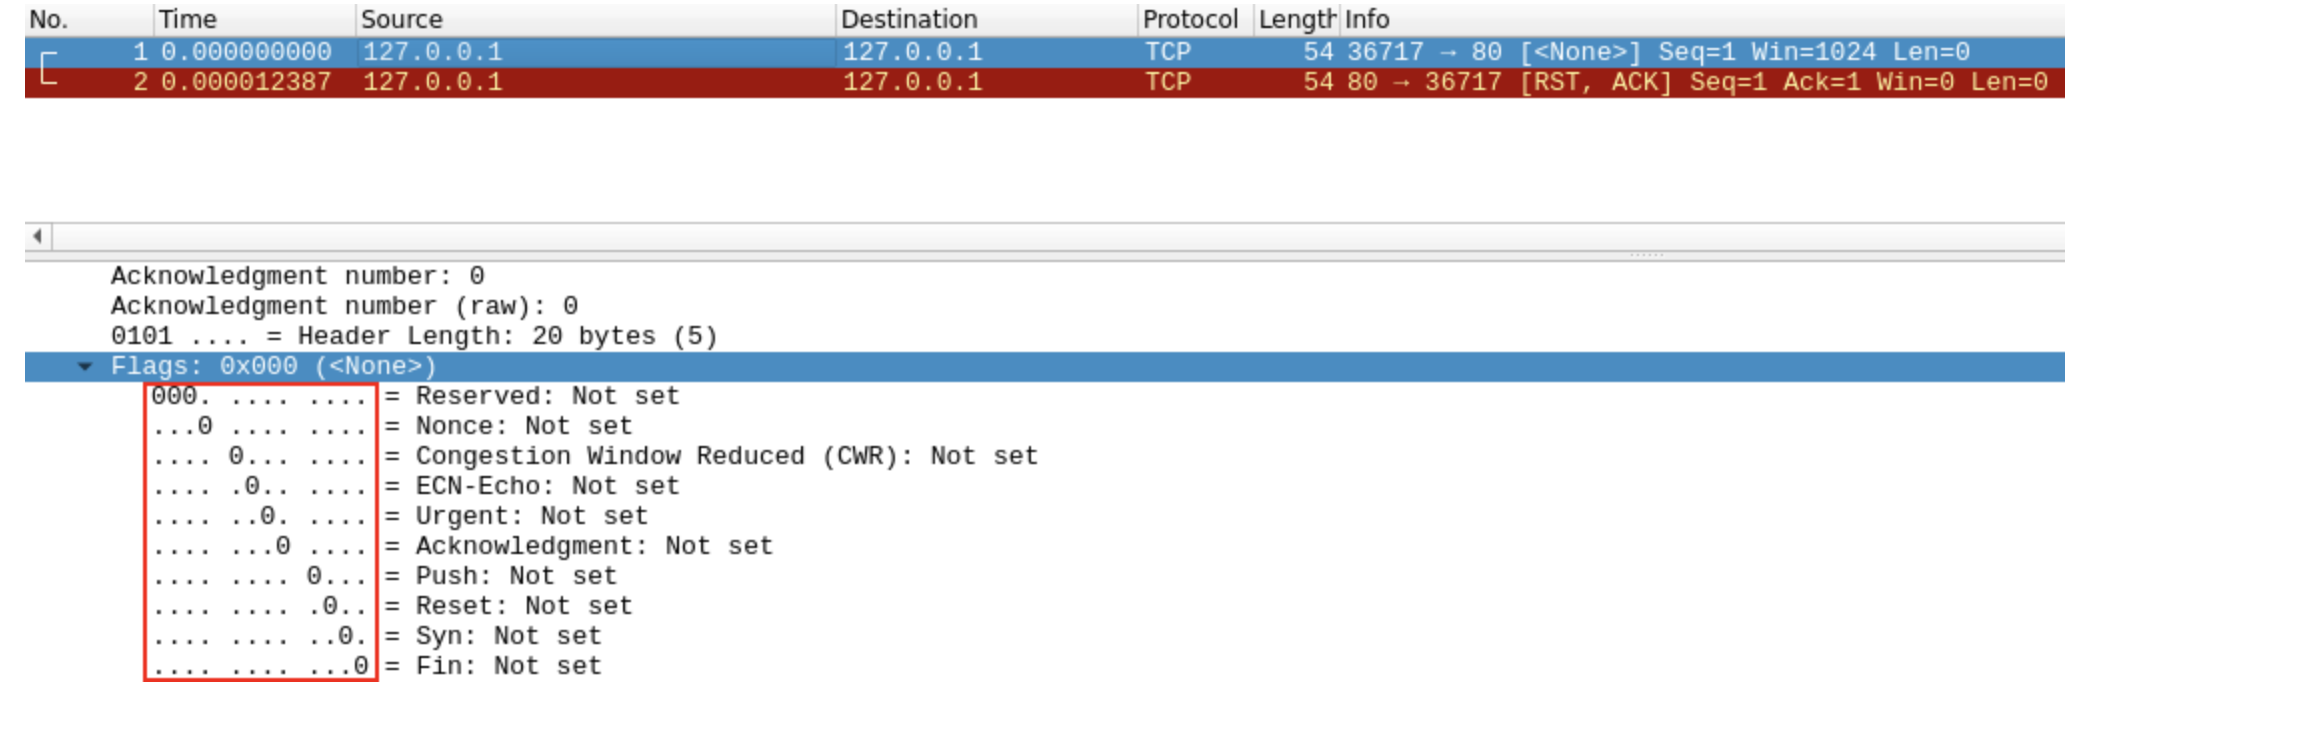 No. Time Source Destination Protocol Length Info
1 0.000000000 127.0.0.1 127.0.0.1 TCP 54 36717 → 80 [<None>] Seq=1 Win=1024 Len=0
2 0.000012387 127.0.0.1 127.0.0.1 TCP 54 80 → 36717 [RST, ACK] Seq=1 Ack=1 Win=0 Len=0
Acknowledgment number: 0
Acknowledgment number (raw): 0
0101 .... = Header Length: 20 bytes (5)
Flags: 0x000 (<None>)
000. .... .... = Reserved: Not set
...0 .... .... = Nonce: Not set
.... 0... .... = Congestion Window Reduced (CWR): Not set
.... .0.. .... = ECN-Echo: Not set
.... ..0. .... = Urgent: Not set
.... ...0 .... = Acknowledgment: Not set
.... .... 0... = Push: Not set
.... .... .0.. = Reset: Not set
.... .... ..0. = Syn: Not set
.... .... ...0 = Fin: Not set